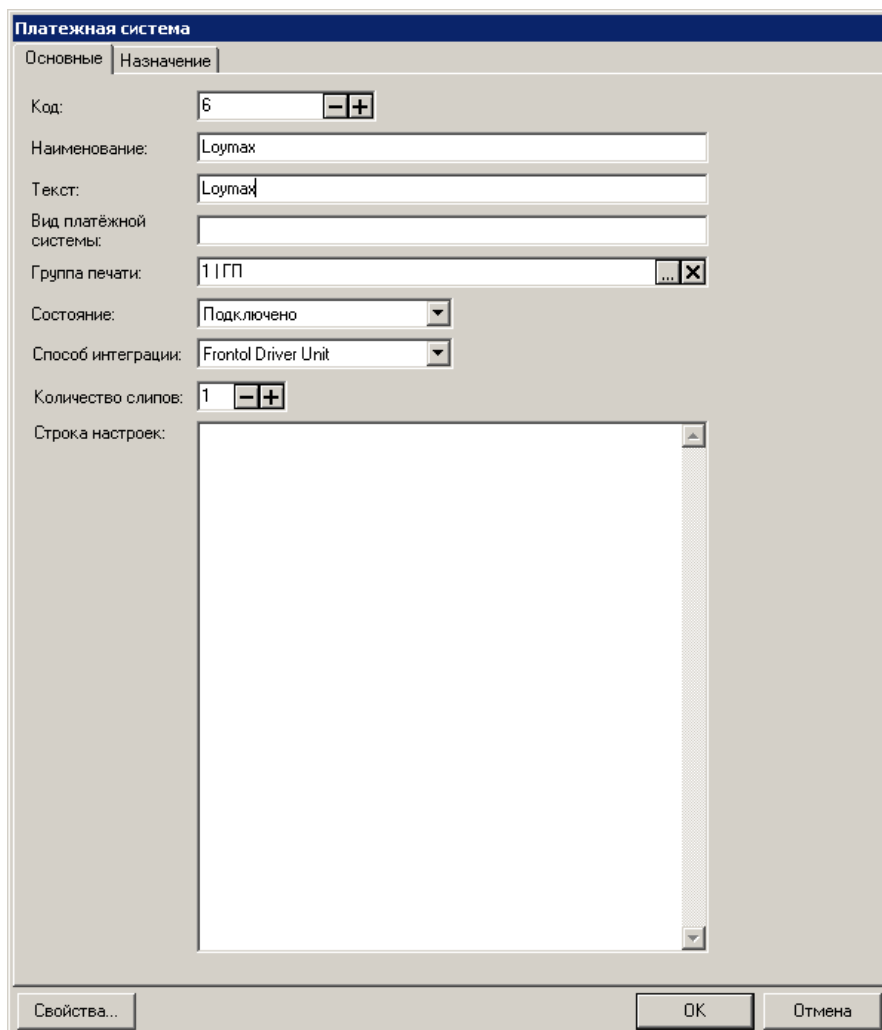 Платежная система
Основные Назначение
Код: 6
Наименование: Loymax
Текст: Loymax
Вид платёжной
системы:
Группа печати: 1 | ГП ...
Состояние: Подключено
Способ интеграции: Frontol Driver Unit
Количество слипов: 1
Строка настроек:
Свойства... OK Отмена